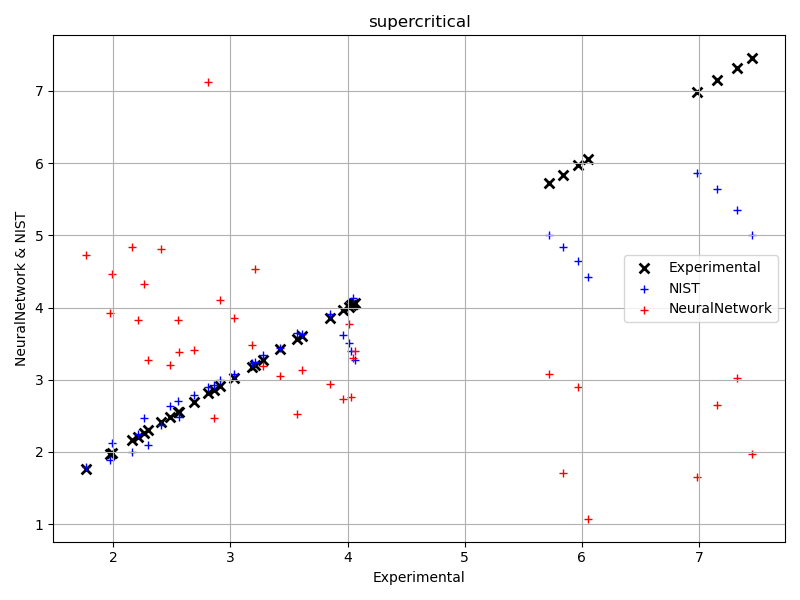 supercritical
NeuralNetwork & NIST
7
6
5
4
3
2
1
Experimental
NIST
NeuralNetwork
2 3 4 5 6 7
Experimental